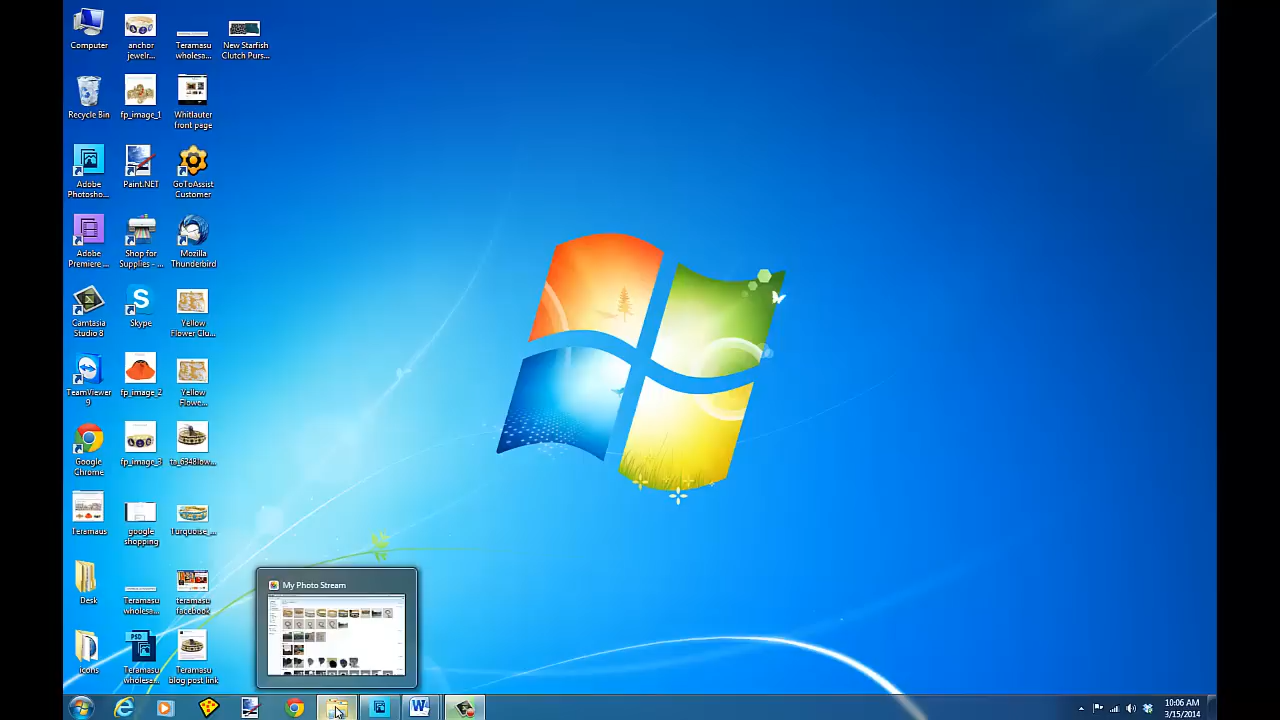 Computer
anchor
jewelr...
Teramasu
wholesa...
New Starfish
Clutch Purs...
Recycle Bin
fp_image_1
Whitlauter
front page
Adobe
Photosho...
Paint.NET
GoToAssist
Customer
Adobe
Premiere ...
Shop for
Supplies - ...
Mozilla
Thunderbird
Camtasia
Studio 8
Skype
Yellow
Flower Clu...
TeamViewer
9
fp_image_2
Yellow
Flowe...
Google
Chrome
fp_image_3
Teramaus
google
shopping
Turquoise_...
Desk
Teramasu
wholesa...
teramasu
facebook
icons
PSD
Teramasu
wholesa...
Teramasu
blog post link
My Photo Stream
10:06 AM
3/15/2014